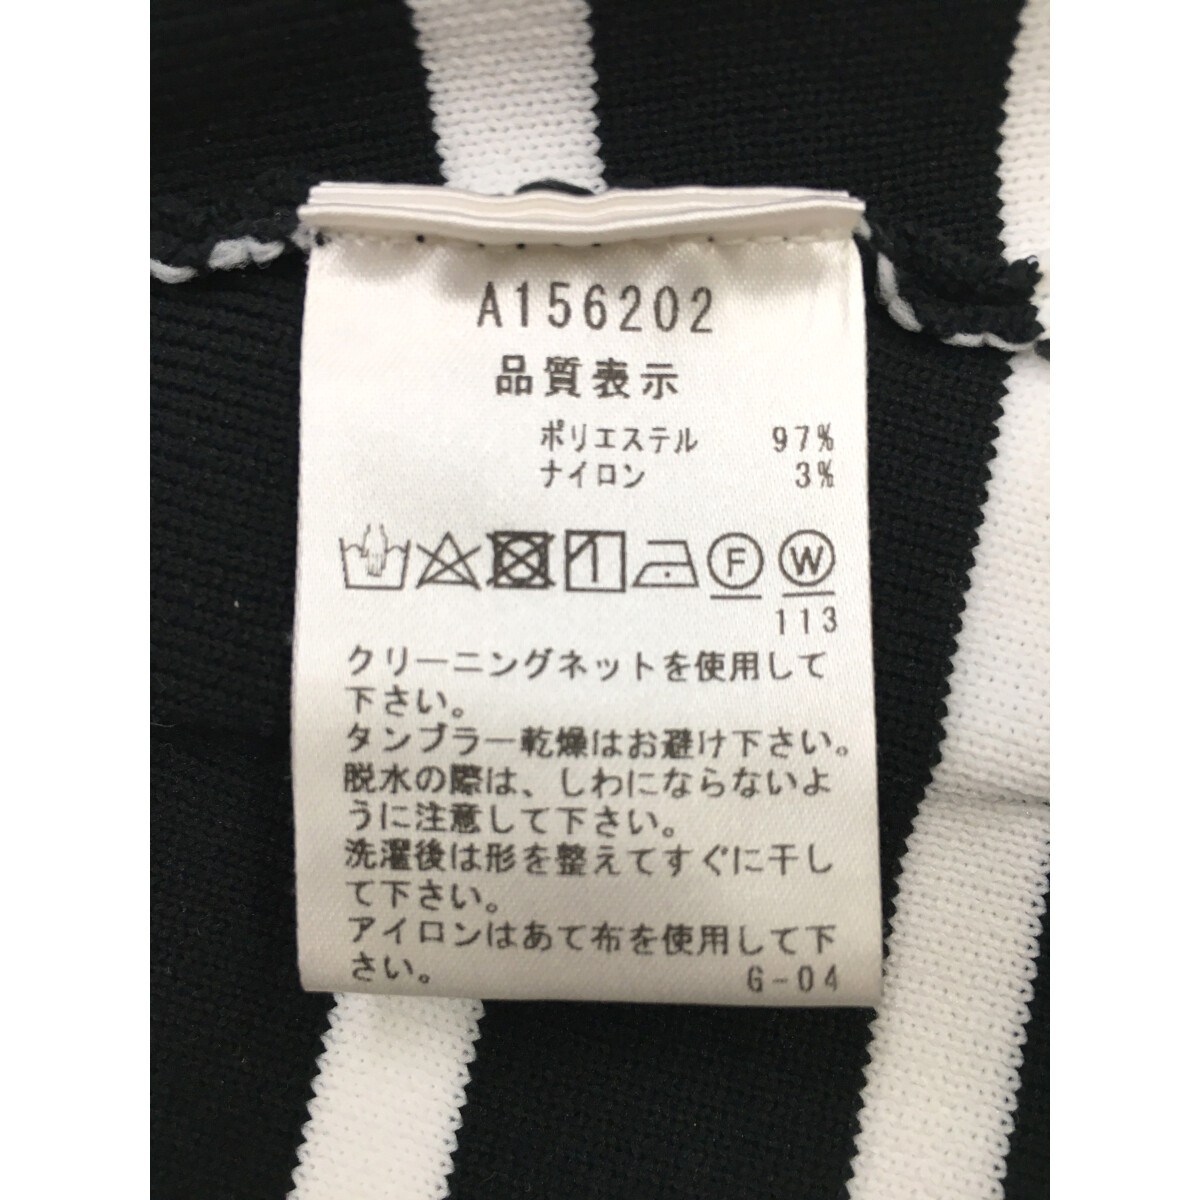 A156202
品質表示
ポリエステル 97%
ナイロン 3%
F W
113
クリーニングネットを使用して
下さい。
タンブラー乾燥はお避け下さい。
脱水の際は、しわにならないよ
うに注意して下さい。
洗濯後は形を整えてすぐに干し
て下さい。
アイロンはあて布を使用して下
さい。 G-04